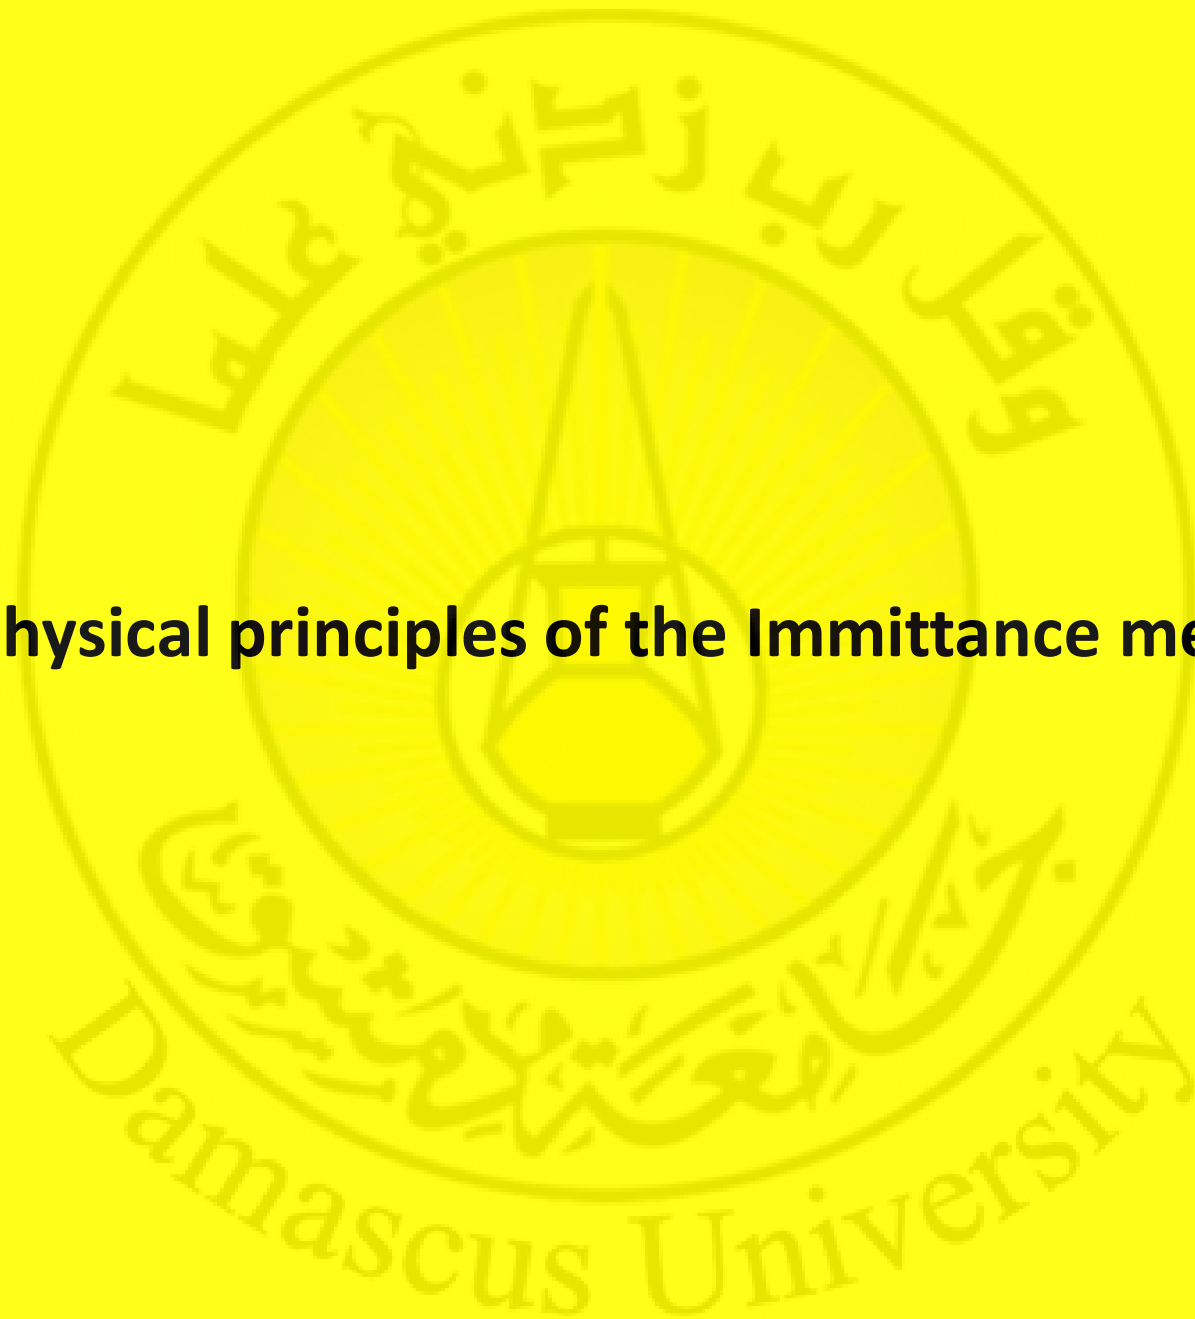 وقل رب زدني علما
hysical principles of the Immittance me
جامعة دمشق
Damascus University